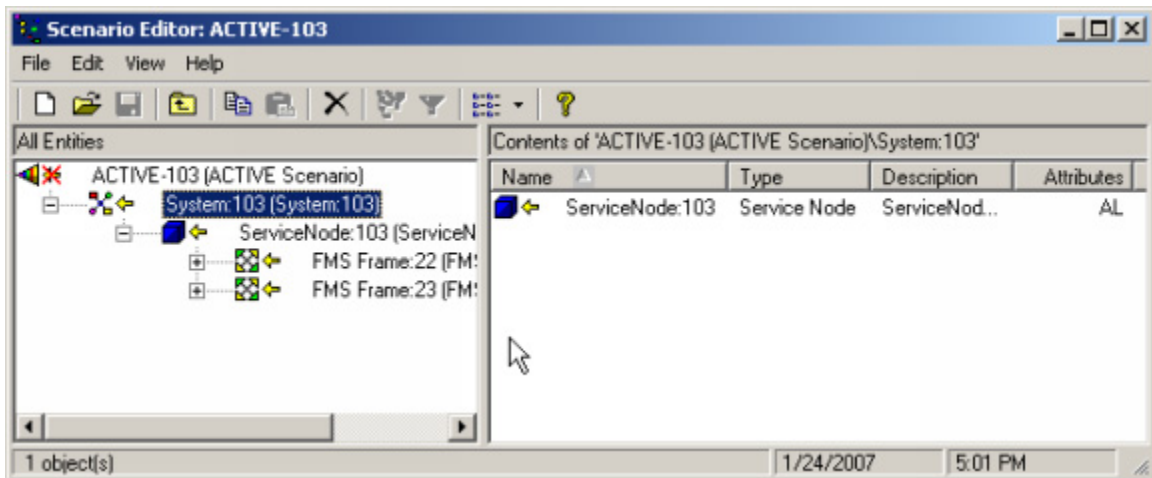 Scenario Editor: ACTIVE-103
File Edit View Help
All Entities
ACTIVE-103 (ACTIVE Scenario)
System:103 (System:103)
ServiceNode:103 (ServiceN
FMS Frame:22 (FMS
FMS Frame:23 (FMS
Contents of 'ACTIVE-103 (ACTIVE Scenario)\System:103'
Name Type Description Attributes
ServiceNode:103 Service Node ServiceNod... AL
1 object(s) 1/24/2007 5:01 PM